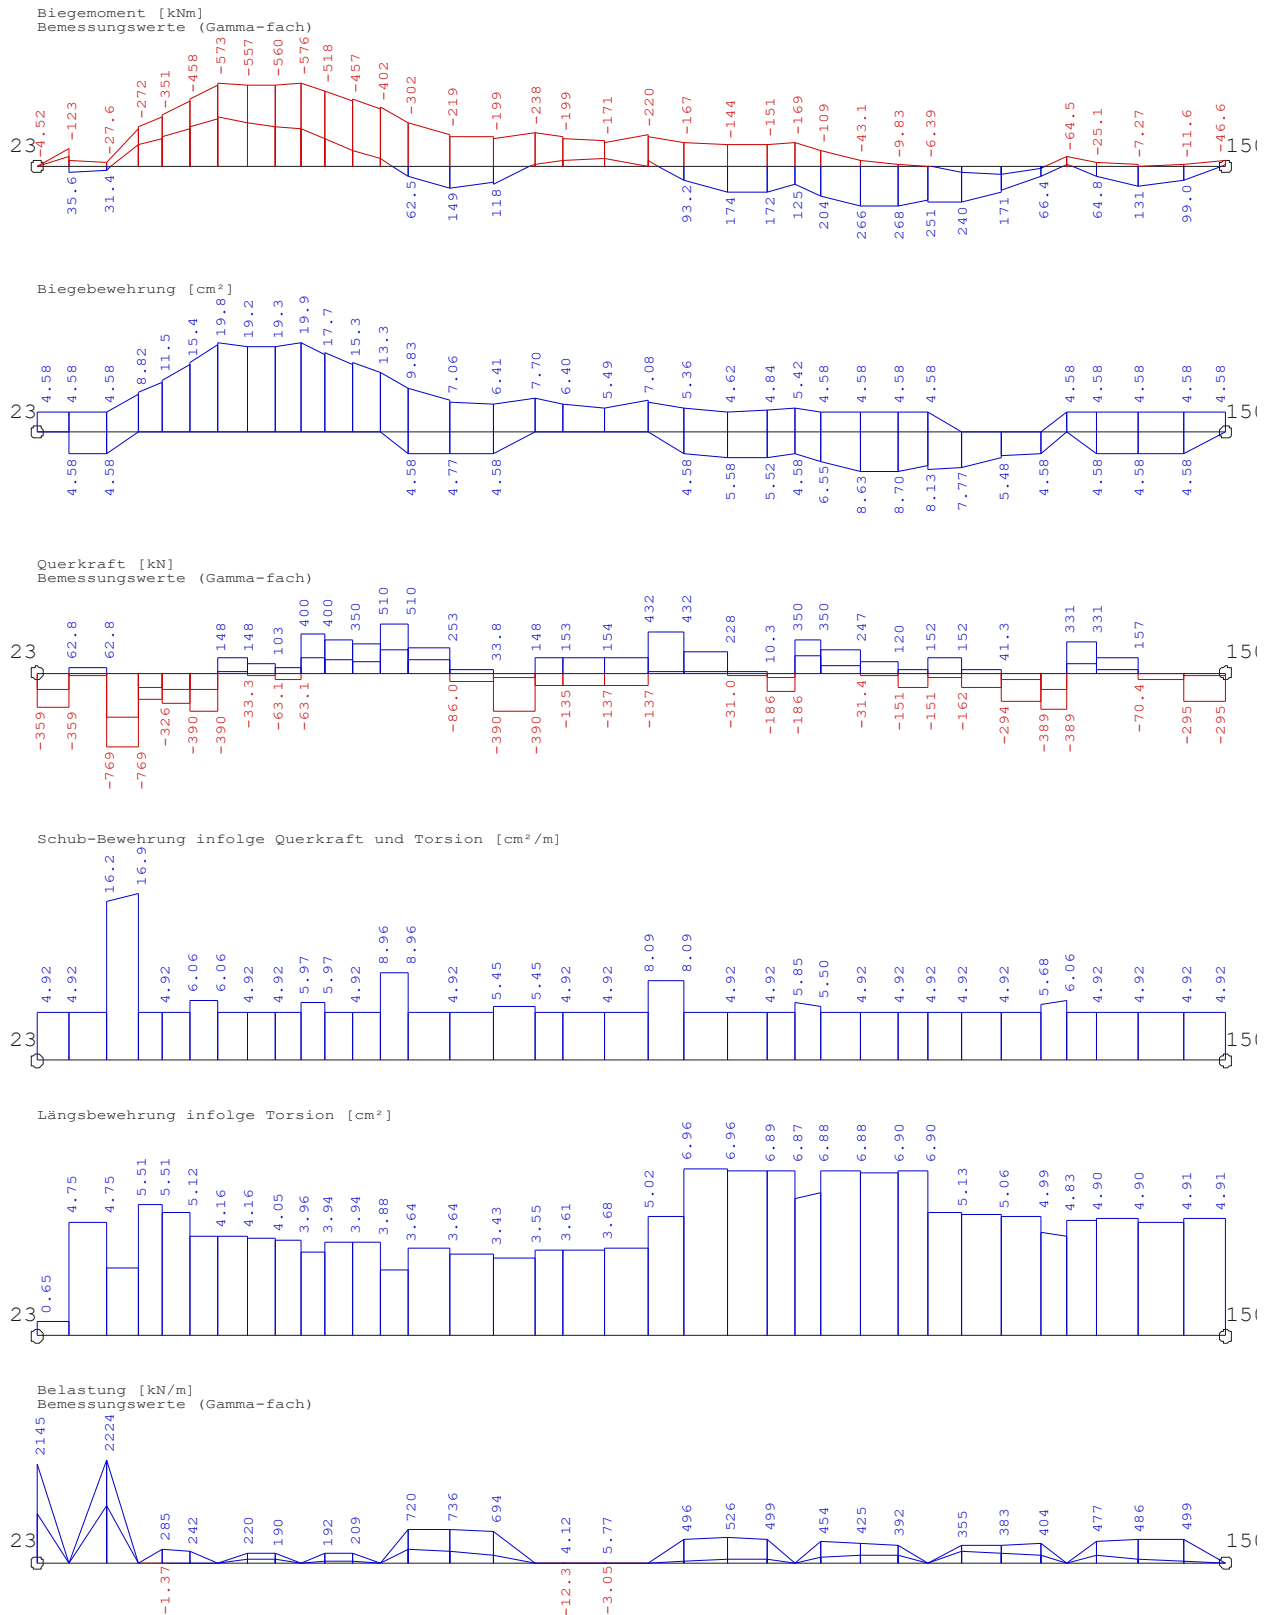 Biegemoment [kNm]
Bemessungswerte (Gamma-fach)
-4.52 -123 -27.6 -272 -351 -458 -573 -557 -560 -576 -518 -457 -402 -302 -219 -199 -238 -199 -171 -220 -167 -144 -151 -169 -109 -43.1 -9.83 -6.39 -64.5 -25.1 -7.27 -11.6 -46.6
23 150
35.6 31.4 62.5 149 118 93.2 174 172 125 204 266 268 251 240 171 66.4 64.8 131 99.0
Biegebewehrung [cm²]
4.58 4.58 4.58 8.82 11.5 15.4 19.8 19.2 19.3 19.9 17.7 15.3 13.3 9.83 7.06 6.41 7.70 6.40 5.49 7.08 5.36 4.62 4.84 5.42 4.58 4.58 4.58 4.58 4.58 4.58 4.58 4.58 4.58
23 150
4.58 4.58 4.58 4.77 4.58 4.58 5.58 5.52 4.58 6.55 8.63 8.70 8.13 7.77 5.48 4.58 4.58 4.58 4.58
Querkraft [kN]
Bemessungswerte (Gamma-fach)
62.8 62.8 148 148 103 400 400 350 510 510 253 33.8 148 153 154 432 432 228 10.3 350 350 247 120 152 152 41.3 331 331 157
23 150
-359 -359 -769 -769 -326 -390 -390 -33.3 -63.1 -63.1 -86.0 -390 -390 -135 -137 -137 -31.0 -186 -186 -31.4 -151 -151 -162 -294 -389 -389 -70.4 -295 -295
Schub-Bewehrung infolge Querkraft und Torsion [cm²/m]
4.92 4.92 16.2 16.9 4.92 6.06 6.06 4.92 4.92 5.97 5.97 4.92 8.96 8.96 4.92 5.45 5.45 4.92 4.92 8.09 8.09 4.92 4.92 5.85 5.50 4.92 4.92 4.92 4.92 4.92 5.68 6.06 4.92 4.92 4.92 4.92
23 150
Längsbewehrung infolge Torsion [cm²]
0.65 4.75 4.75 5.51 5.51 5.12 4.16 4.16 4.05 3.96 3.94 3.94 3.88 3.64 3.64 3.43 3.55 3.61 3.68 5.02 6.96 6.96 6.89 6.87 6.88 6.88 6.90 6.90 5.13 5.06 4.99 4.83 4.90 4.90 4.91 4.91
23 150
Belastung [kN/m]
Bemessungswerte (Gamma-fach)
2145 2224 285 242 220 190 192 209 720 736 694 4.12 5.77 496 526 499 454 425 392 355 383 404 477 486 499
23 150
-1.37 -12.3 -3.05